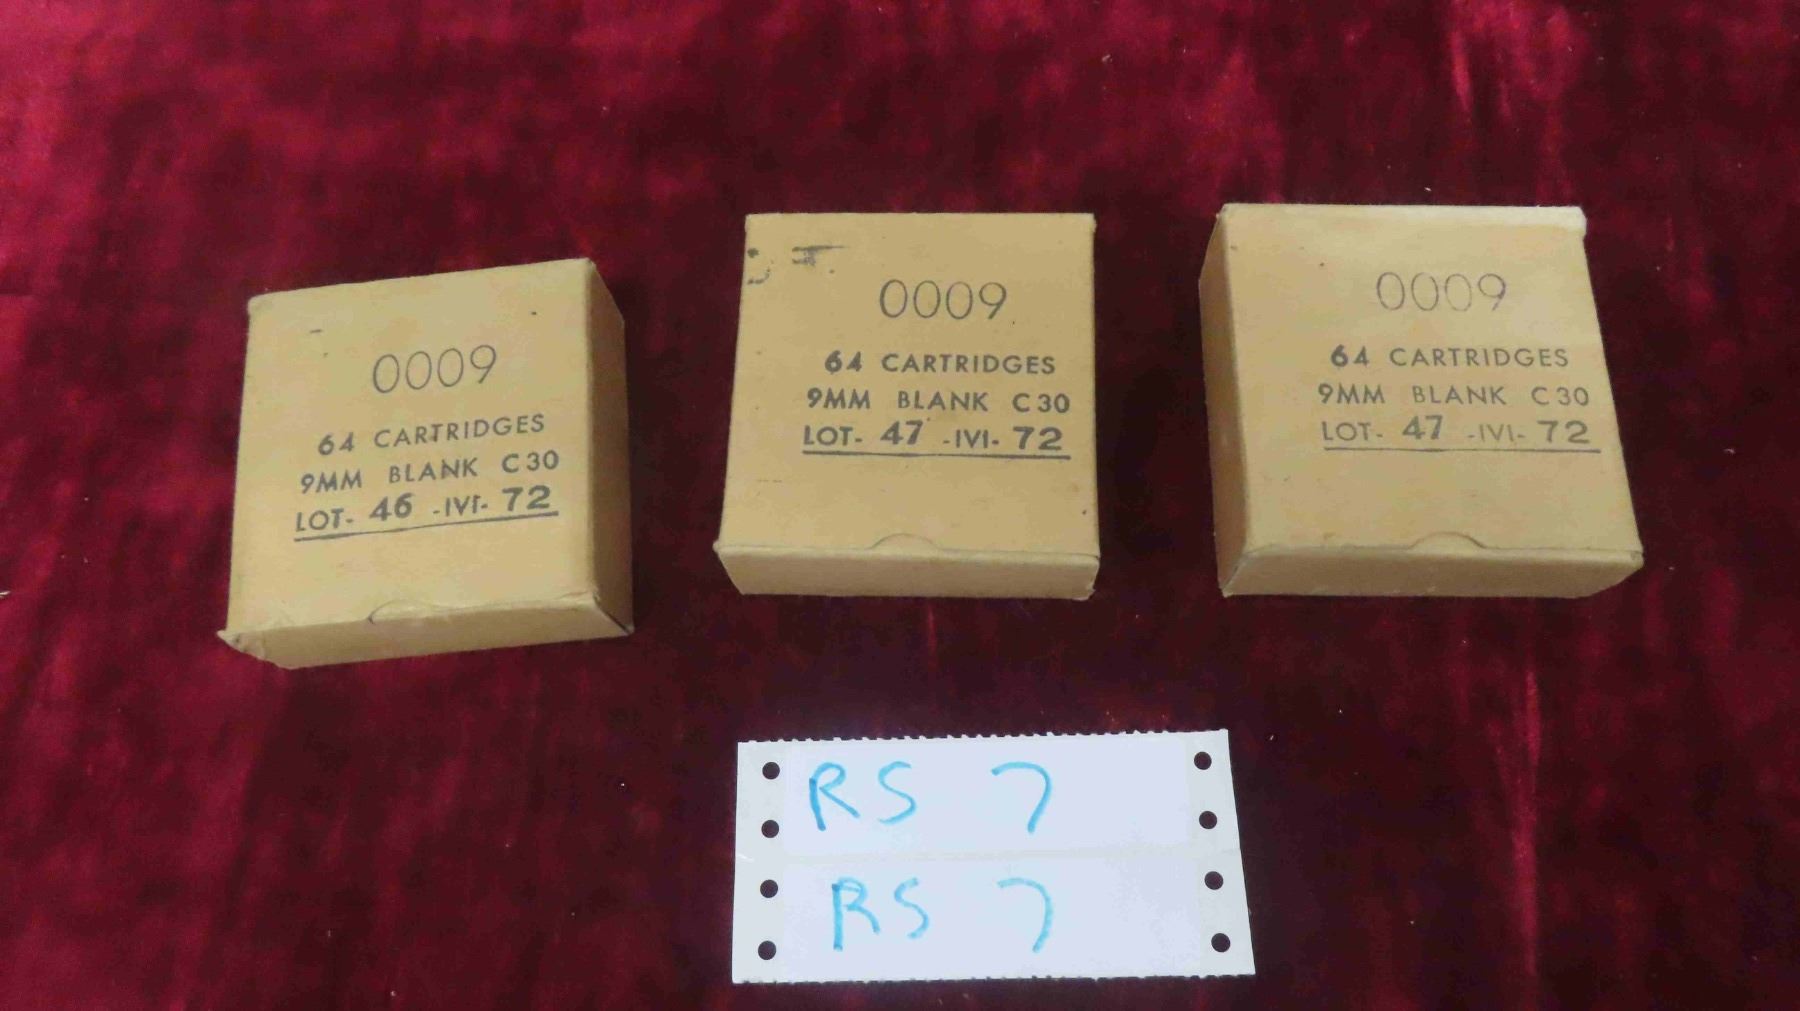 0009
64 CARTRIDGES
9MM BLANK C30
LOT- 46 -IVI- 72
0009
64 CARTRIDGES
9MM BLANK C30
LOT- 47 -IVI- 72
0009
64 CARTRIDGES
9MM BLANK C30
LOT- 47 -IVI- 72
RS 7
RS 7